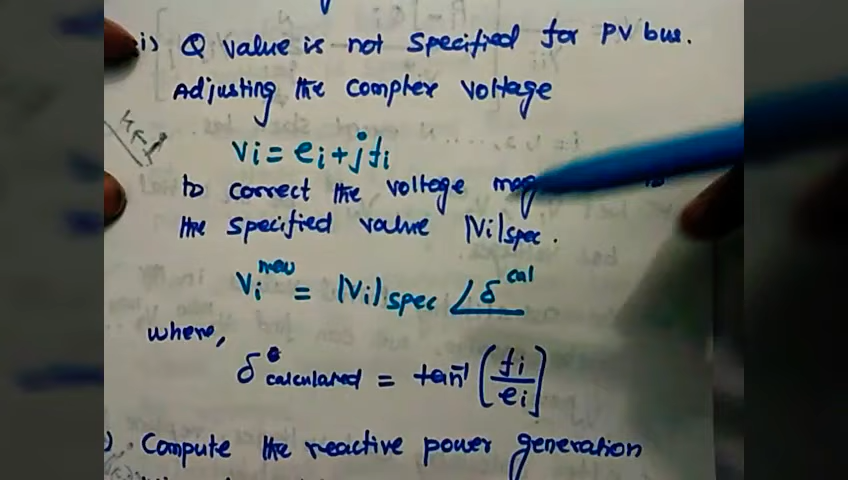 i) Q value is not specified for PV bus.
Adjusting the complex voltage
Vi = ei + jfi
to correct the voltage mag
the specified value |Vi|spec.
Vi^new = |Vi|spec ∠δ^cal
where,
δ calculated = tan⁻¹ [fi/ei]
) Compute the reactive power generation